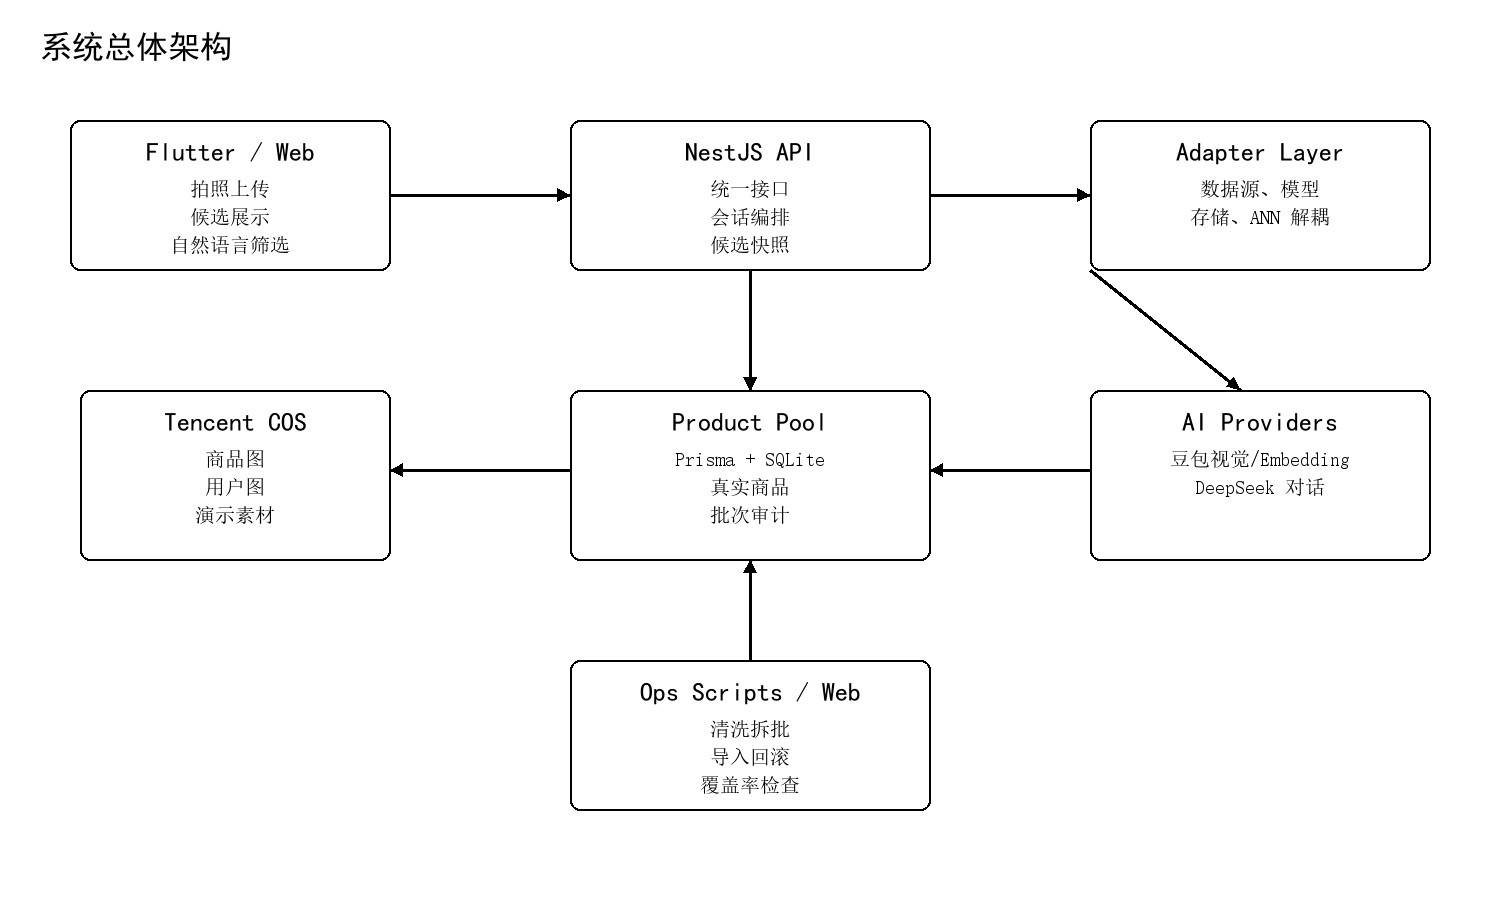 系统总体架构
Flutter / Web
拍照上传
候选展示
自然语言筛选
NestJS API
统一接口
会话编排
候选快照
Adapter Layer
数据源、模型
存储、ANN 解耦
Tencent COS
商品图
用户图
演示素材
Product Pool
Prisma + SQLite
真实商品
批次审计
AI Providers
豆包视觉/Embedding
DeepSeek 对话
Ops Scripts / Web
清洗拆批
导入回滚
覆盖率检查